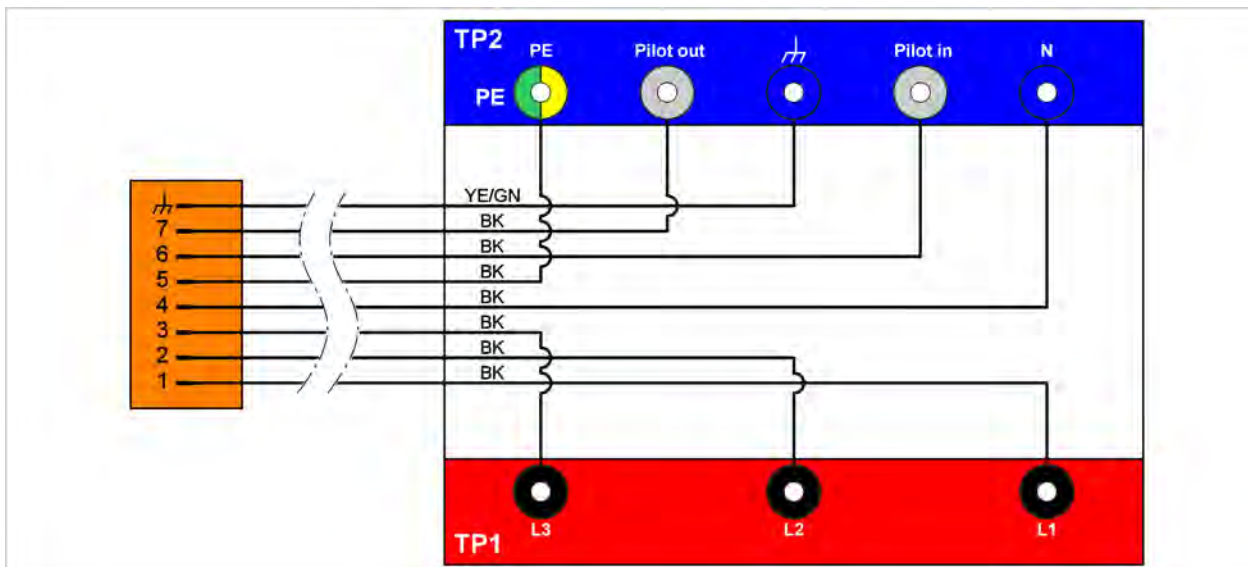 TP2
PE Pilot out Pilot in N
PE
YE/GN
7 BK
6 BK
5 BK
4 BK
3 BK
2 BK
1 BK
L3 L2 L1
TP1